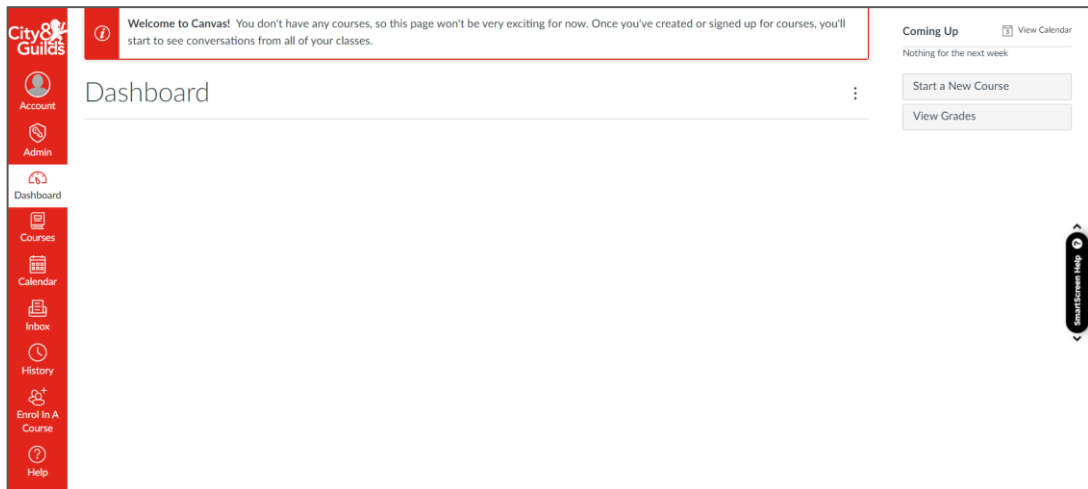 City&
Guilds
Account
Admin
Dashboard
Courses
Calendar
Inbox
History
Enrol In A
Course
Help
Welcome to Canvas! You don't have any courses, so this page won't be very exciting for now. Once you've created or signed up for courses, you'll
start to see conversations from all of your classes.
Dashboard
Coming Up
View Calendar
Nothing for the next week
Start a New Course
View Grades
SmartScreen Help